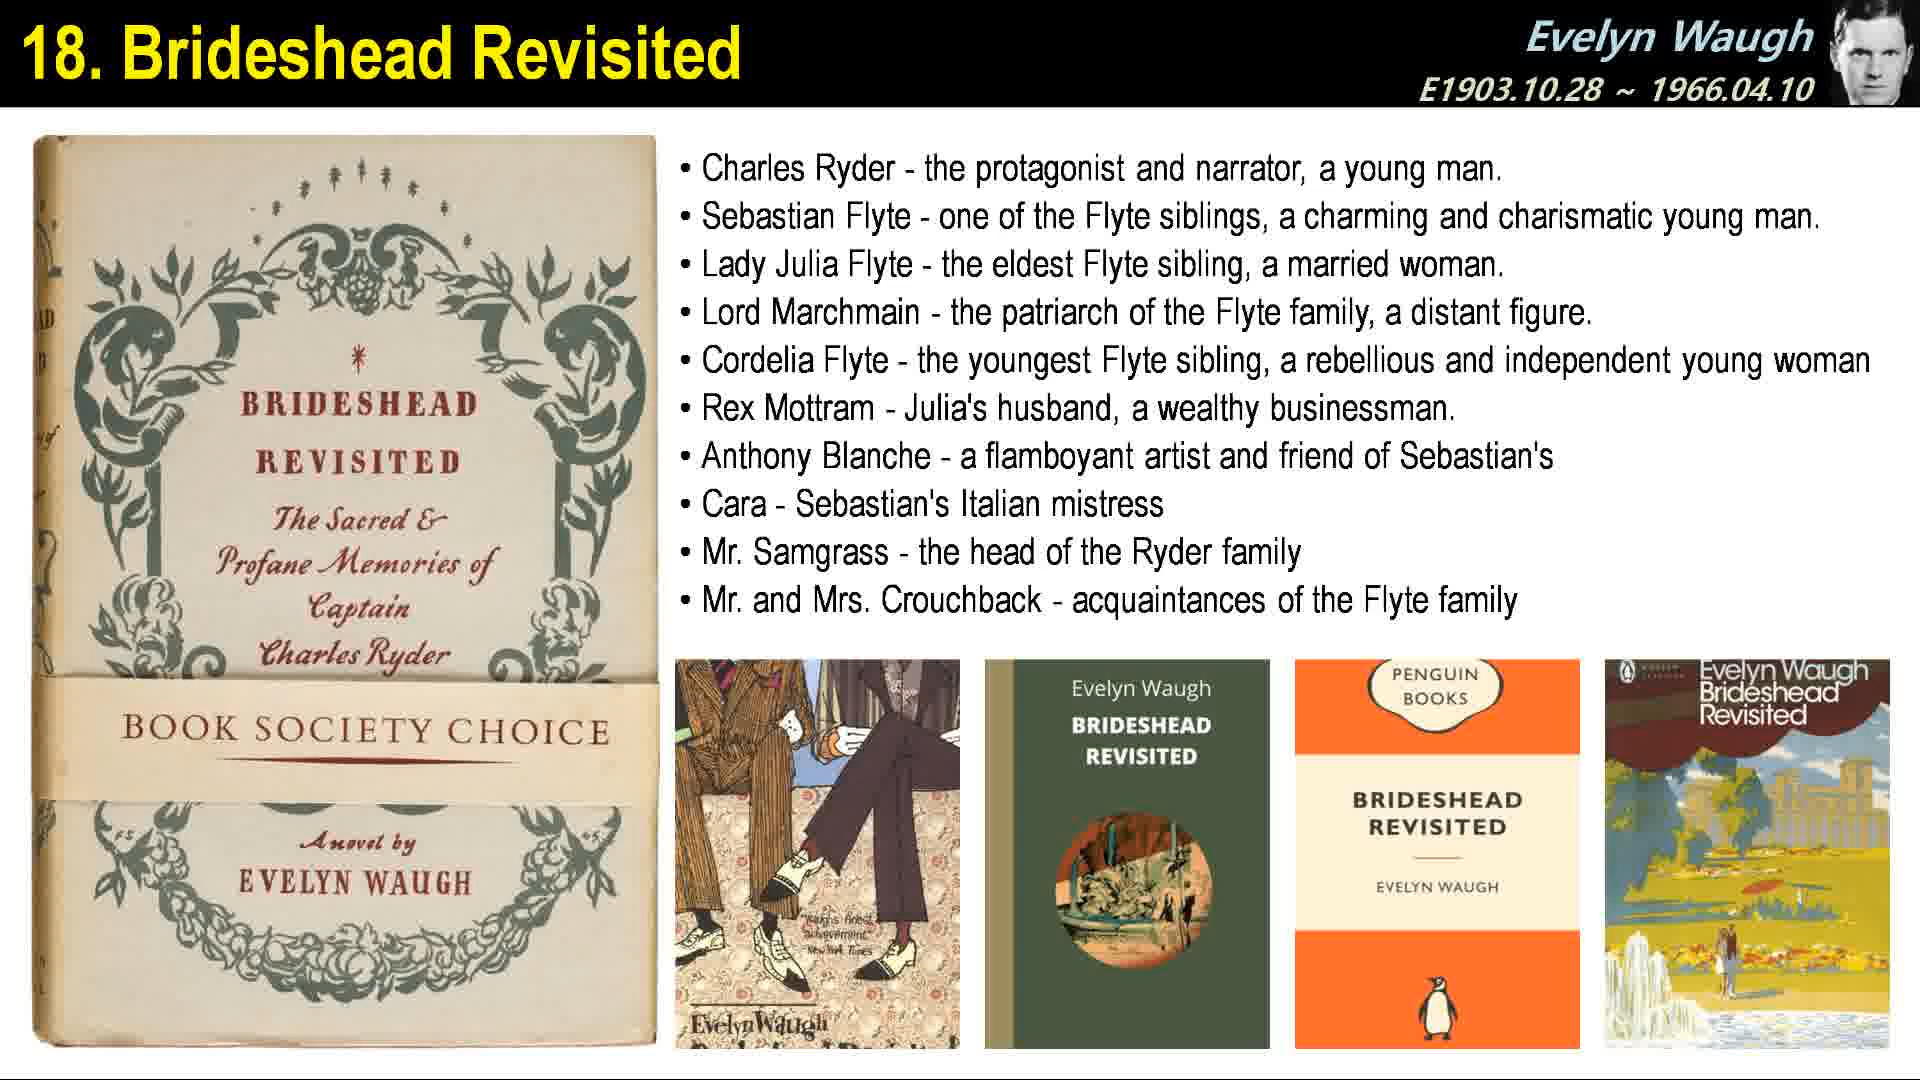 18. Brideshead Revisited
Evelyn Waugh
E1903.10.28 ~ 1966.04.10
• Charles Ryder - the protagonist and narrator, a young man.
• Sebastian Flyte - one of the Flyte siblings, a charming and charismatic young man.
• Lady Julia Flyte - the eldest Flyte sibling, a married woman.
• Lord Marchmain - the patriarch of the Flyte family, a distant figure.
• Cordelia Flyte - the youngest Flyte sibling, a rebellious and independent young woman
• Rex Mottram - Julia's husband, a wealthy businessman.
• Anthony Blanche - a flamboyant artist and friend of Sebastian's
• Cara - Sebastian's Italian mistress
• Mr. Samgrass - the head of the Ryder family
• Mr. and Mrs. Crouchback - acquaintances of the Flyte family
BRIDESHEAD
REVISITED
The Sacred &
Profane Memories of
Captain
Charles Ryder
BOOK SOCIETY CHOICE
A novel by
EVELYN WAUGH
achievement."
New York Times
Evelyn Waugh
Evelyn Waugh
BRIDESHEAD
REVISITED
PENGUIN
BOOKS
BRIDESHEAD
REVISITED
EVELYN WAUGH
Evelyn Waugh
Brideshead
Revisited